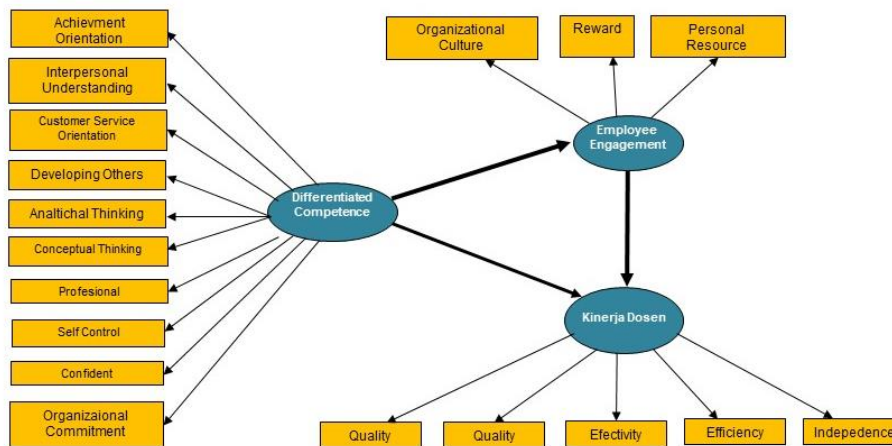 Achievment
Orientation
Interpersonal
Understanding
Customer Service
Orientation
Developing Others
Analtichal Thinking
Conceptual Thinking
Profesional
Self Control
Confident
Organizaional
Commitment
Differentiated
Competence
Organizational
Culture
Reward
Personal
Resource
Employee
Engagement
Kinerja Dosen
Quality
Quality
Efectivity
Efficiency
Indepedence